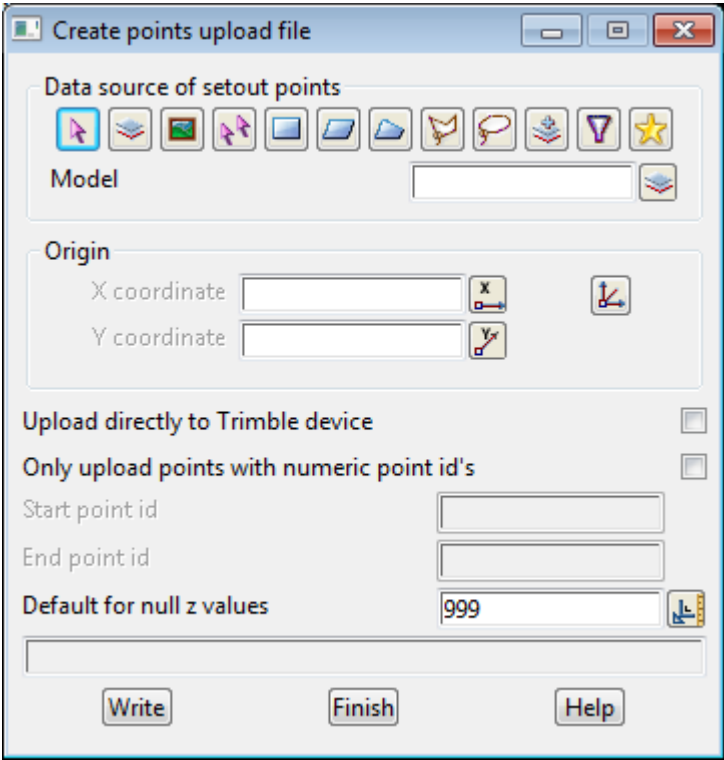 Create points upload file
Data source of setout points
Model
Origin
X coordinate
X
Y coordinate
Y
Upload directly to Trimble device
Only upload points with numeric point id's
Start point id
End point id
Default for null z values 999
Write Finish Help